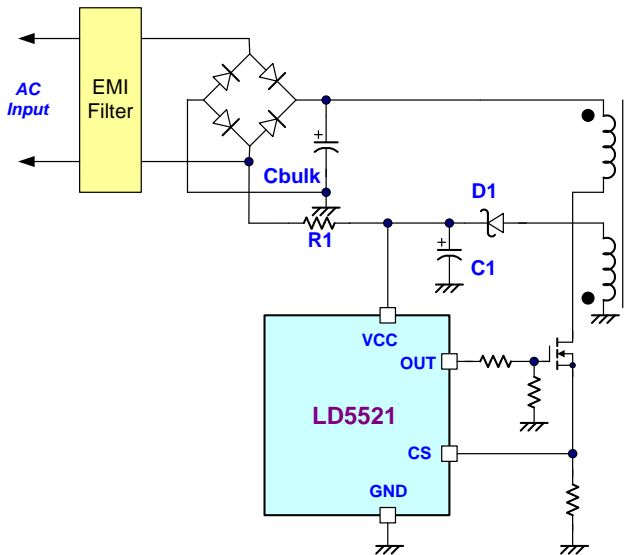 AC
Input
EMI
Filter
+
Cbulk
D1
R1
+
C1
VCC
OUT
LD5521
CS
GND